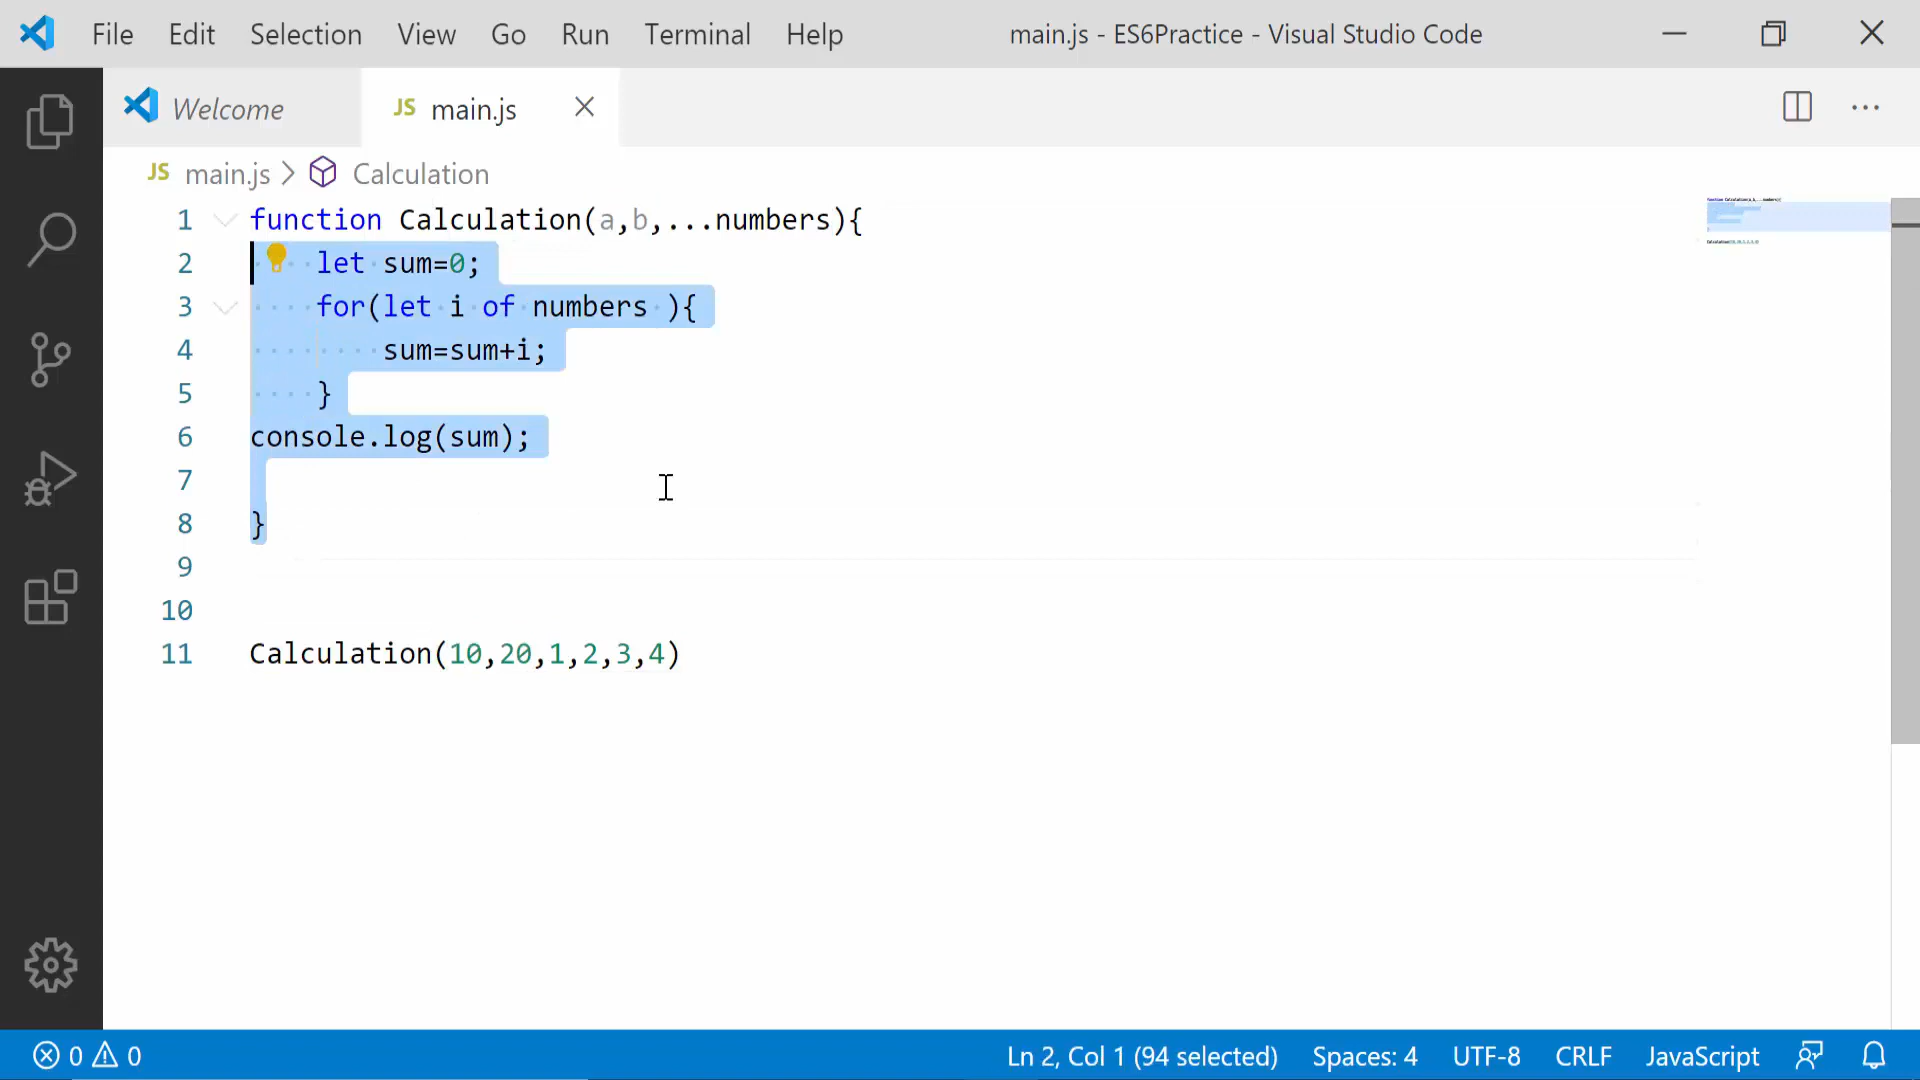 File Edit Selection View Go Run Terminal Help main.js - ES6Practice - Visual Studio Code
Welcome JS main.js
JS main.js > Calculation
1 function Calculation(a,b,...numbers){
2 let sum=0;
3 for(let i of numbers ){
4 sum=sum+i;
5 }
6 console.log(sum);
7
8 }
9
10
11 Calculation(10,20,1,2,3,4)
0 0 Ln 2, Col 1 (94 selected) Spaces: 4 UTF-8 CRLF JavaScript